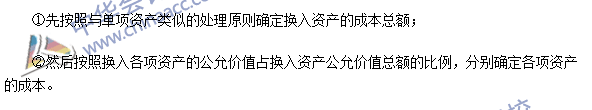 ①先按照与单项资产类似的处理原则确定换入资产的成本总额；
②然后按照换入各项资产的公允价值占换入资产公允价值总额的比例，分别确定各项资产
的成本。